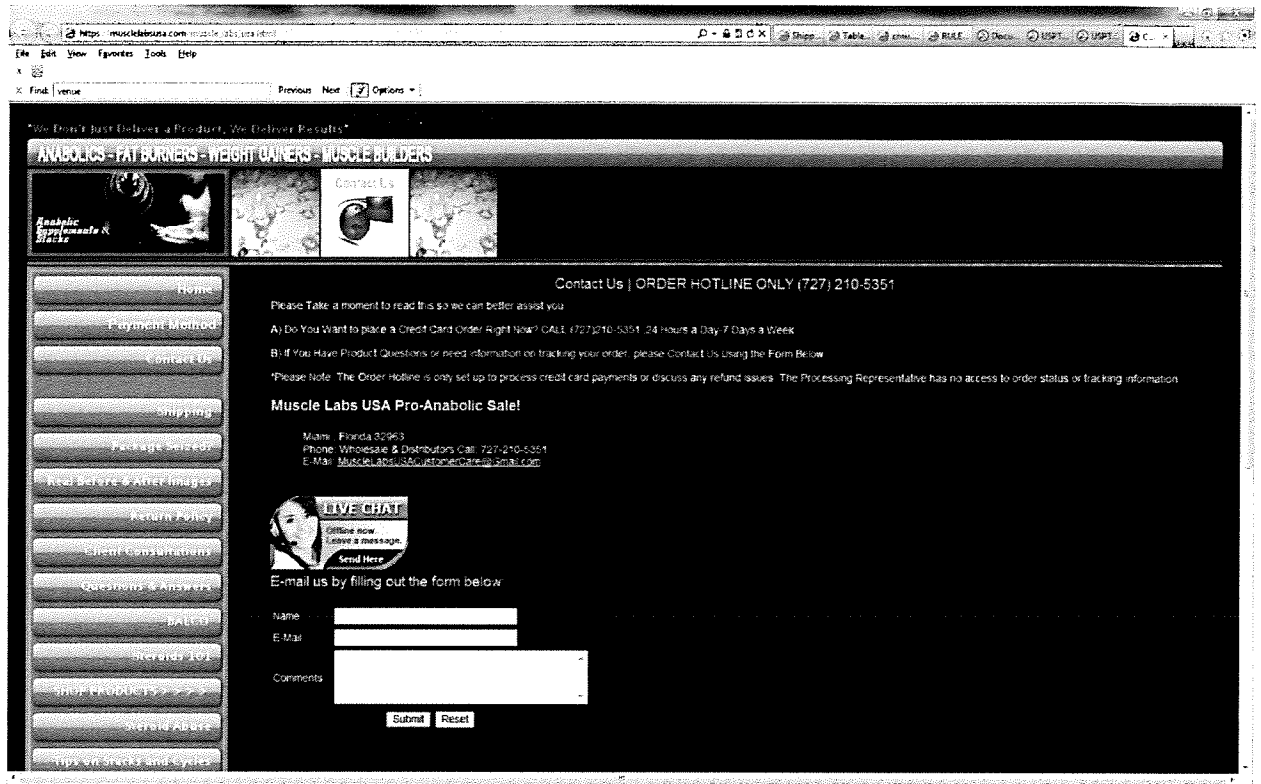 https musclelabsusa.com
Shipp... Table... RULE Docu... USPT... USPT... C...
File Edit View Favorites Tools Help
x
x Find: venue Previous Next Options
"We Don't Just Deliver a Product, We Deliver Results"
ANABOLICS - FAT BURNERS - WEIGHT GAINERS - MUSCLE BUILDERS
Contact Us
Anabolic
Supplements &
Stacks
Home
Payment Method
Contact Us
Shipping
Package Seizure
Real Before & After Images
Return Policy
Client Consultations
Questions & Answers
BALCO
Steroids 101
SHOP PRODUCTS > > > >
Steroid Abuse
Tips on Stacks and Cycles
Contact Us | ORDER HOTLINE ONLY (727) 210-5351
Please Take a moment to read this so we can better assist you
A) Do You Want to place a Credit Card Order Right Now? CALL (727)210-5351 24 Hours a Day-7 Days a Week
B) If You Have Product Questions or need information on tracking your order, please Contact Us Using the Form Below
*Please Note: The Order Hotline is only set up to process credit card payments or discuss any refund issues. The Processing Representative has no access to order status or tracking information
Muscle Labs USA Pro-Anabolic Sale!
Miami, Florida 32963
Phone: Wholesale & Distributors Call: 727-210-5351
E-Mail: MuscleLabsUSACustomerCare@Gmail.com
LIVE CHAT
Offline now.
Leave a message.
Send Here
E-mail us by filling out the form below
Name
E-Mail
Comments
Submit Reset